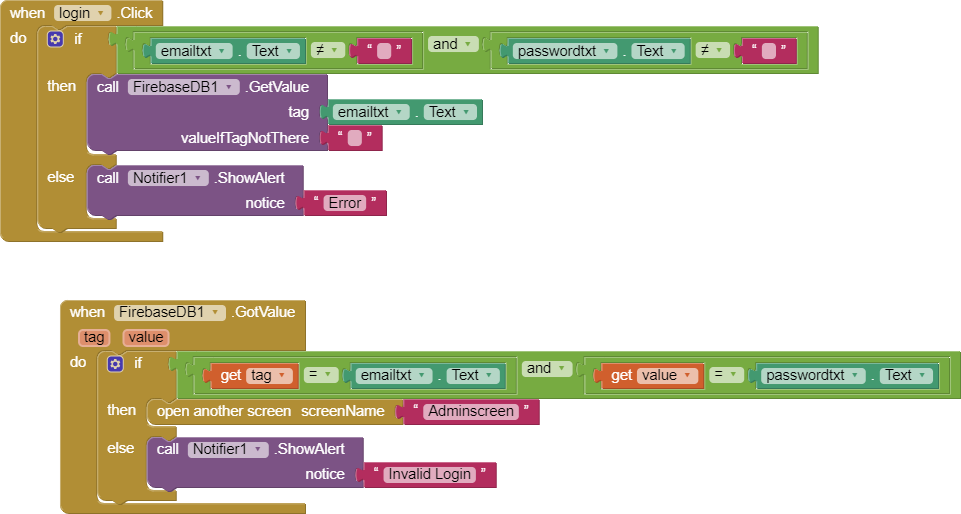 when login .Click
do if emailtxt . Text ≠ “ ” and passwordtxt . Text ≠ “ ”
then call FirebaseDB1 .GetValue
tag emailtxt . Text
valueIfTagNotThere “ ”
else call Notifier1 .ShowAlert
notice “ Error ”
when FirebaseDB1 .GotValue
tag value
do if get tag = emailtxt . Text and get value = passwordtxt . Text
then open another screen screenName “ Adminscreen ”
else call Notifier1 .ShowAlert
notice “ Invalid Login ”